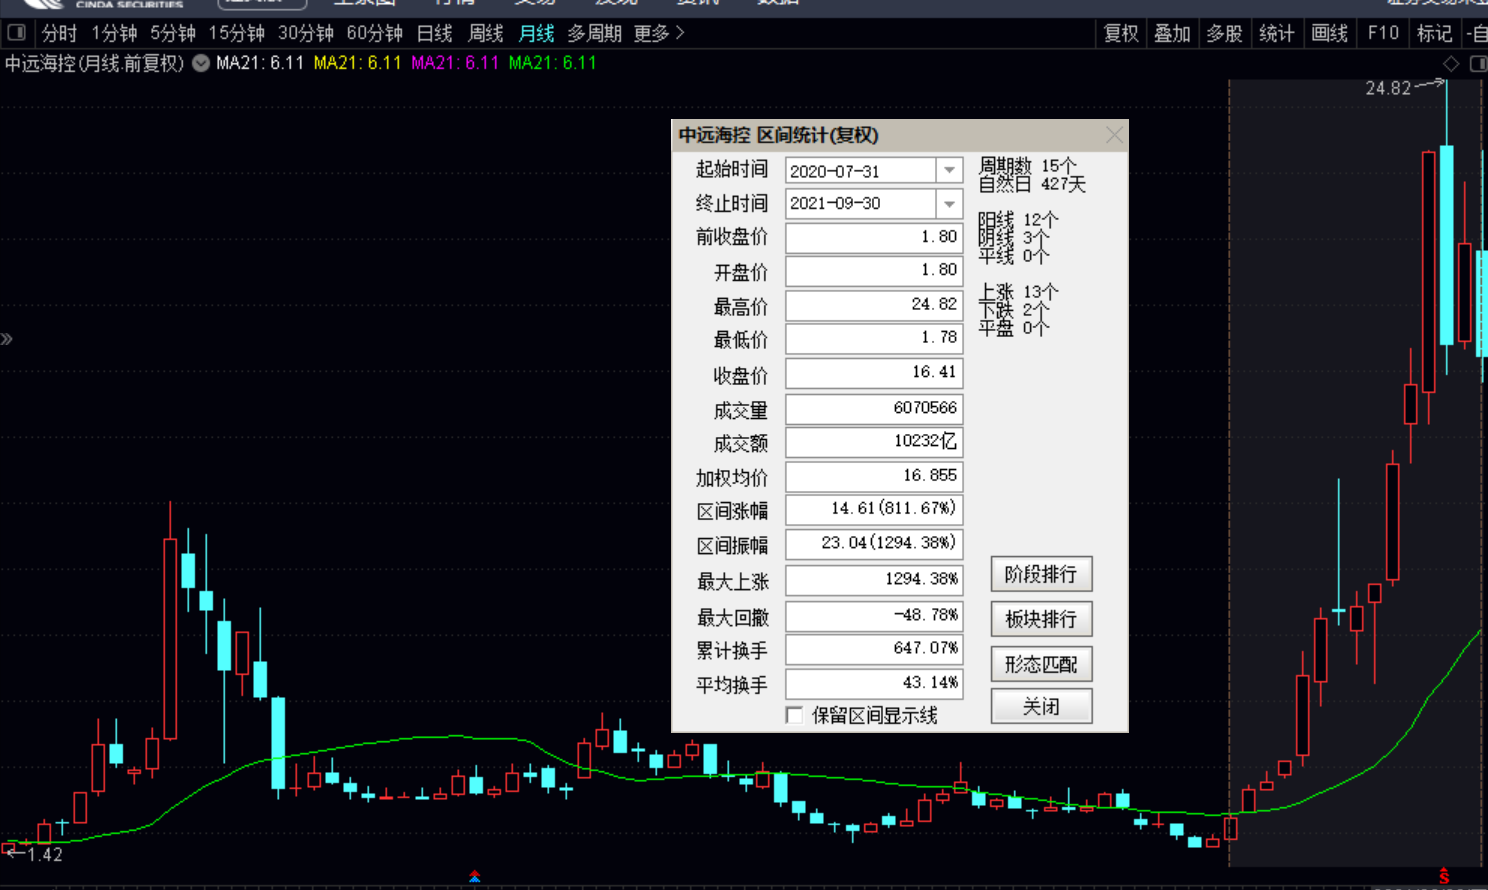 CINDA SECURITIES
分时 1分钟 5分钟 15分钟 30分钟 60分钟 日线 周线 月线 多周期 更多 >
复权 叠加 多股 统计 画线 F10 标记 -自
中远海控(月线.前复权) MA21: 6.11 MA21: 6.11 MA21: 6.11 MA21: 6.11
24.82
中远海控 区间统计(复权)
起始时间 2020-07-31
终止时间 2021-09-30
前收盘价 1.80
开盘价 1.80
最高价 24.82
最低价 1.78
收盘价 16.41
成交量 6070566
成交额 10232亿
加权均价 16.855
区间涨幅 14.61(811.67%)
区间振幅 23.04(1294.38%)
最大上涨 1294.38%
最大回撤 -48.78%
累计换手 647.07%
平均换手 43.14%
保留区间显示线
周期数 15个
自然日 427天
阳线 12个
阴线 3个
平线 0个
上涨 13个
下跌 2个
平盘 0个
阶段排行
板块排行
形态匹配
关闭
1.42
S